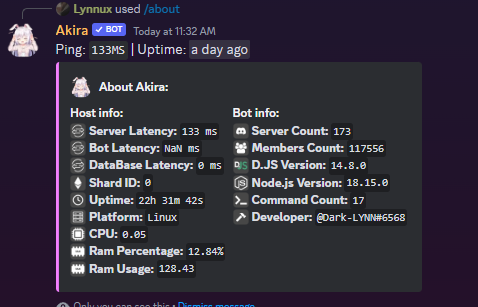 Lynnux used /about
Akira ✓ BOT Today at 11:32 AM
Ping: 133MS | Uptime: a day ago
About Akira:
Host info:
Server Latency: 133 ms
Bot Latency: NaN ms
DataBase Latency: 0 ms
Shard ID: 0
Uptime: 22h 31m 42s
Platform: Linux
CPU: 0.05
Ram Percentage: 12.84%
Ram Usage: 128.43
Bot info:
Server Count: 173
Members Count: 117556
D.JS Version: 14.8.0
Node.js Version: 18.15.0
Command Count: 17
Developer: @Dark-LYNN#6568
Only you can see this • Dismiss message